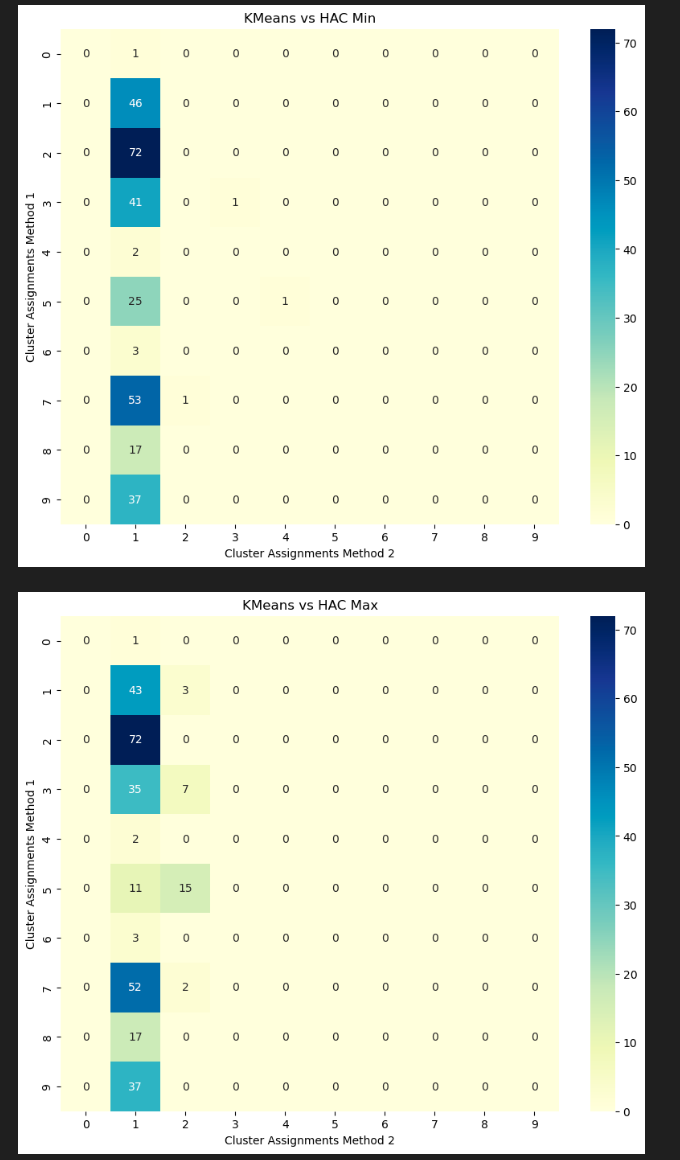 KMeans vs HAC Min
0 0 1 0 0 0 0 0 0 0 0 70
1 0 46 0 0 0 0 0 0 0 0 60
2 0 72 0 0 0 0 0 0 0 0 50
3 0 41 0 1 0 0 0 0 0 0
4 0 2 0 0 0 0 0 0 0 0 40
5 0 25 0 0 1 0 0 0 0 0 30
6 0 3 0 0 0 0 0 0 0 0 20
7 0 53 1 0 0 0 0 0 0 0
8 0 17 0 0 0 0 0 0 0 0 10
9 0 37 0 0 0 0 0 0 0 0 0
Cluster Assignments Method 1
0 1 2 3 4 5 6 7 8 9
Cluster Assignments Method 2
KMeans vs HAC Max
0 0 1 0 0 0 0 0 0 0 0 70
1 0 43 3 0 0 0 0 0 0 0 60
2 0 72 0 0 0 0 0 0 0 0 50
3 0 35 7 0 0 0 0 0 0 0
4 0 2 0 0 0 0 0 0 0 0 40
5 0 11 15 0 0 0 0 0 0 0 30
6 0 3 0 0 0 0 0 0 0 0 20
7 0 52 2 0 0 0 0 0 0 0
8 0 17 0 0 0 0 0 0 0 0 10
9 0 37 0 0 0 0 0 0 0 0 0
Cluster Assignments Method 1
0 1 2 3 4 5 6 7 8 9
Cluster Assignments Method 2